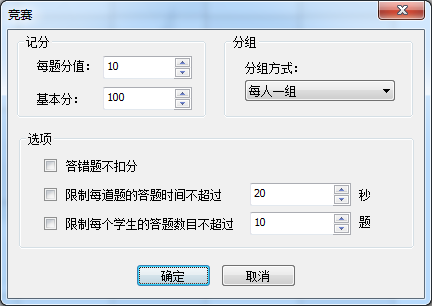 竞赛
记分
每题分值： 10
基本分： 100
分组
分组方式：
每人一组
选项
答错题不扣分
限制每道题的答题时间不超过 20 秒
限制每个学生的答题数目不超过 10 题
确定 取消